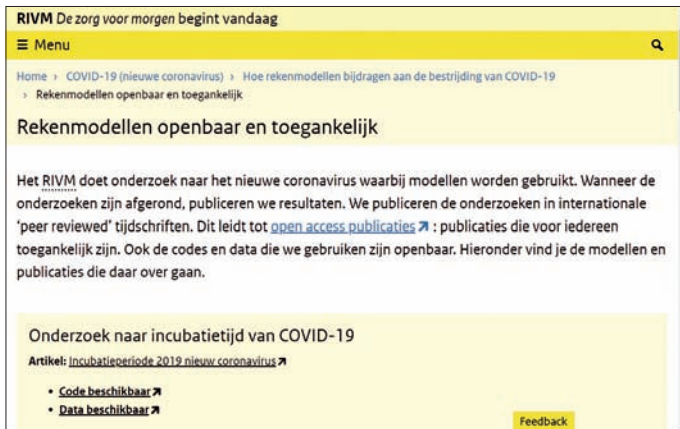 RIVM De zorg voor morgen begint vandaag
≡ Menu
Home › COVID-19 (nieuwe coronavirus) › Hoe rekenmodellen bijdragen aan de bestrijding van COVID-19
› Rekenmodellen openbaar en toegankelijk
Rekenmodellen openbaar en toegankelijk
Het RIVM doet onderzoek naar het nieuwe coronavirus waarbij modellen worden gebruikt. Wanneer de
onderzoeken zijn afgerond, publiceren we resultaten. We publiceren de onderzoeken in internationale
‘peer reviewed’ tijdschriften. Dit leidt tot open access publicaties : publicaties die voor iedereen
toegankelijk zijn. Ook de codes en data die we gebruiken zijn openbaar. Hieronder vind je de modellen en
publicaties die daar over gaan.
Onderzoek naar incubatietijd van COVID-19
Artikel: Incubatieperiode 2019 nieuw coronavirus
• Code beschikbaar
• Data beschikbaar
Feedback